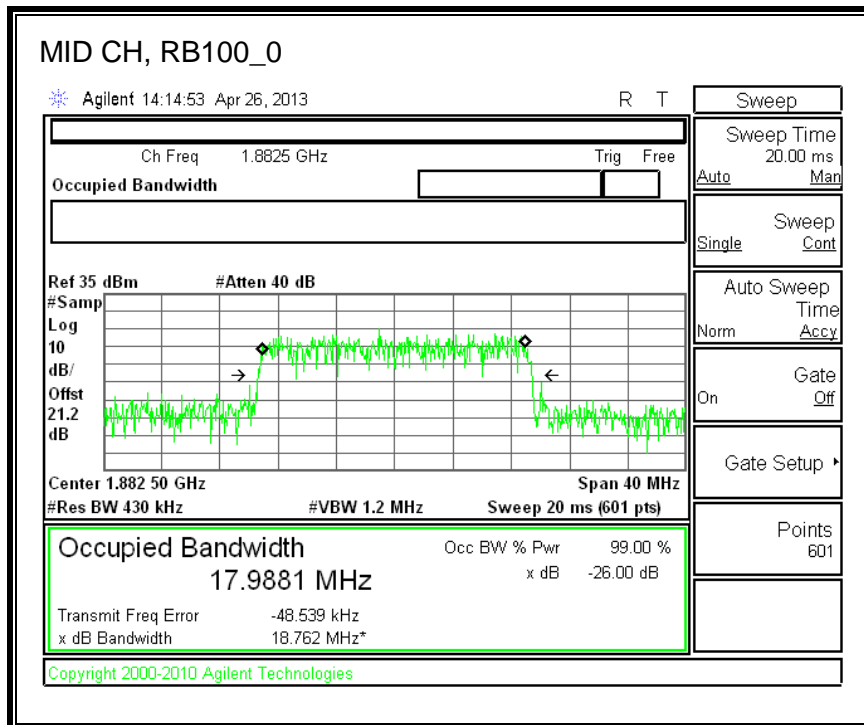 MID CH, RB100_0
Agilent 14:14:53 Apr 26, 2013 R T
Ch Freq 1.8825 GHz Trig Free
Occupied Bandwidth
Ref 35 dBm #Atten 40 dB
#Samp
Log
10
dB/
Offst
21.2
dB
Center 1.882 50 GHz Span 40 MHz
#Res BW 430 kHz #VBW 1.2 MHz Sweep 20 ms (601 pts)
Occupied Bandwidth Occ BW % Pwr 99.00 %
17.9881 MHz x dB -26.00 dB
Transmit Freq Error -48.539 kHz
x dB Bandwidth 18.762 MHz*
Copyright 2000-2010 Agilent Technologies
Sweep
Sweep Time
20.00 ms
Auto Man
Sweep
Single Cont
Auto Sweep
Time
Norm Accy
Gate
On Off
Gate Setup
Points
601